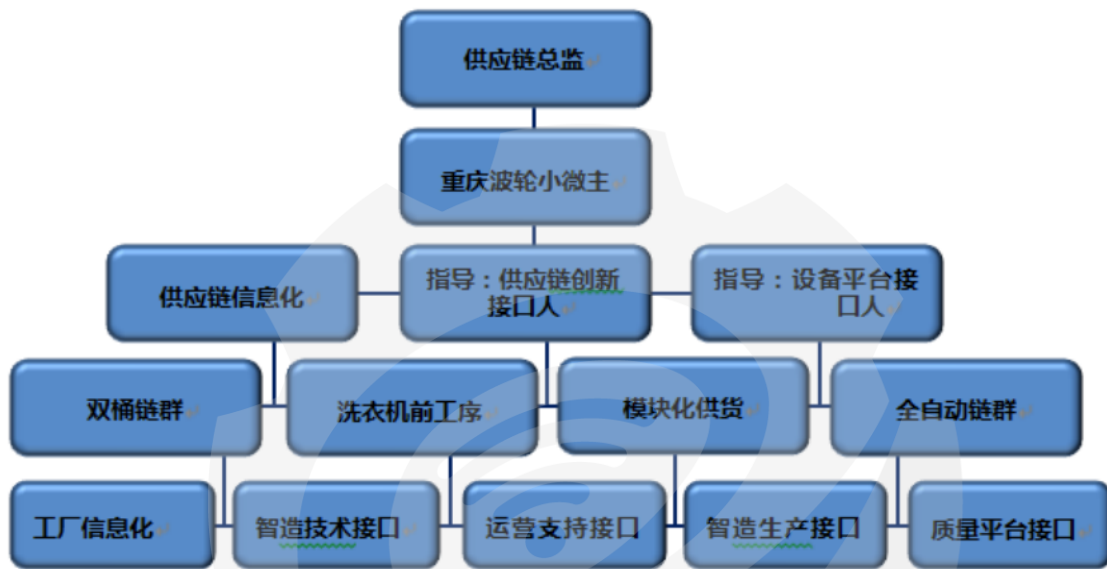 供应链总监
重庆波轮小微主
供应链信息化
指导：供应链创新
接口人
指导：设备平台接
口人
双桶链群
洗衣机前工序
模块化供货
全自动链群
工厂信息化
智造技术接口
运营支持接口
智造生产接口
质量平台接口